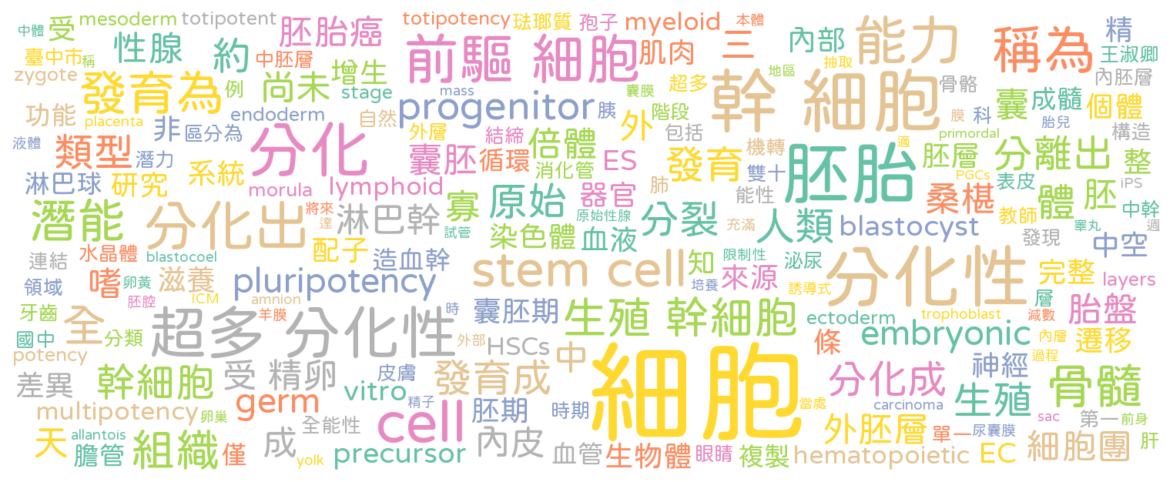 中體 受 mesoderm totipotent 胚胎癌 totipotency 琺瑯質 孢子 myeloid 本體 精
臺中市 稱 性腺 約 中胚層 前驅 細胞 肌肉 三 內部 能力 抽取 稱為 王淑卿
zygote 發育為 例 尚未 增生 stage 超多 地區 骨骼 內胚層
功能 placenta endoderm 自然 progenitor mass 胰 囊膜 階段 幹 細胞 膜 科 囊 成髓 個體
液體 類型 非 區分為 潛力 分化 外層 結締 倍體 外 包括 機轉 適 primordal 胎兒 構造
淋巴球 研究 系統 morula lymphoid 囊胚 循環 消化管 ES 發育 雙十 胚胎 胚層 分離出 整
潛能 分化出 將來 淋巴幹 寡 原始 器官 肺 能性 人類 桑椹 PGCs 表皮 體 胚 iPS
水晶體 滢 配子 造血幹 試管 原始性腺 染色體 血液 分裂 充滿 限制性 blastocyst 教師 睪丸 中幹 週
連結 嗜 blastocoel 卵黃 滋養 pluripotency stem cell 知 來源 泌尿 分化性 發現 中空
領域 胚腔 ICM amnion 羊膜 時 培養 誘導式 完整 layers
牙齒 全 分類 超多 分化性 囊胚期 外部 生殖 幹細胞 ectoderm trophoblast 層 減數 胎盤
國中 HSCs 中 細胞 條 embryonic 內層 過程 遷移
potency 差異 幹細胞 受 精卵 vitro 皮膚 發育成 分化成 神經 骨髓
multipotency 卵巢 germ 全能性 cell 精子 胚期 時期 當處 carcinoma 生殖 sac 第一 前身
天 allantois 膽管 組織 僅 yolk 成 precursor 內皮 血管 生物體 眼睛 複製 外胚層 hematopoietic 單一 尿囊膜 EC 細胞團 肝